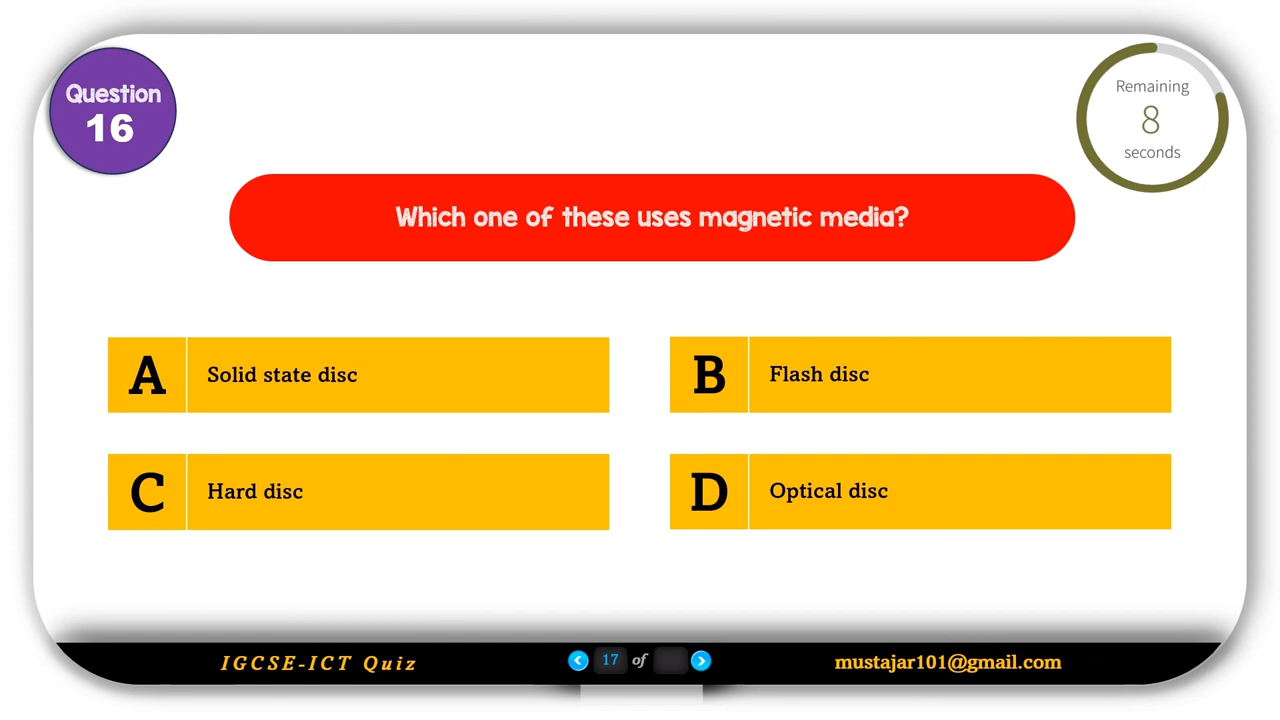 Question
16
Remaining
8
seconds
Which one of these uses magnetic media?
A Solid state disc
B Flash disc
C Hard disc
D Optical disc
IGCSE-ICT Quiz
17 of
mustajar101@gmail.com